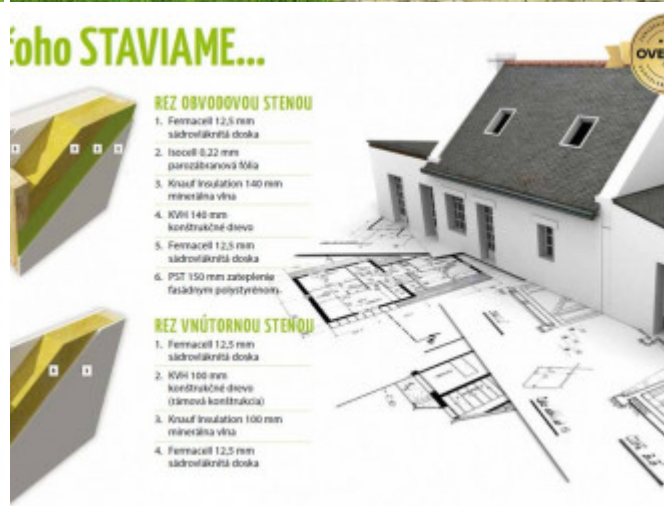 čoho STAVIAME...
OVE
REZ OBVODOVOU STENOU
1. Fermacell 12,5 mm
sádrovláknitá doska
2. Isocell 0,22 mm
parozábranová fólia
3. Knauf Insulation 140 mm
minerálna vlna
4. KVH 140 mm
konštrukčné drevo
5. Fermacell 12,5 mm
sádrovláknitá doska
6. PST 150 mm zateplenie
fasádnym polystyrénom
REZ VNÚTORNOU STENOU
1. Fermacell 12,5 mm
sádrovláknitá doska
2. KVH 100 mm
konštrukčné drevo
(rámová konštrukcia)
3. Knauf Insulation 100 mm
minerálna vlna
4. Fermacell 12,5 mm
sádrovláknitá doska